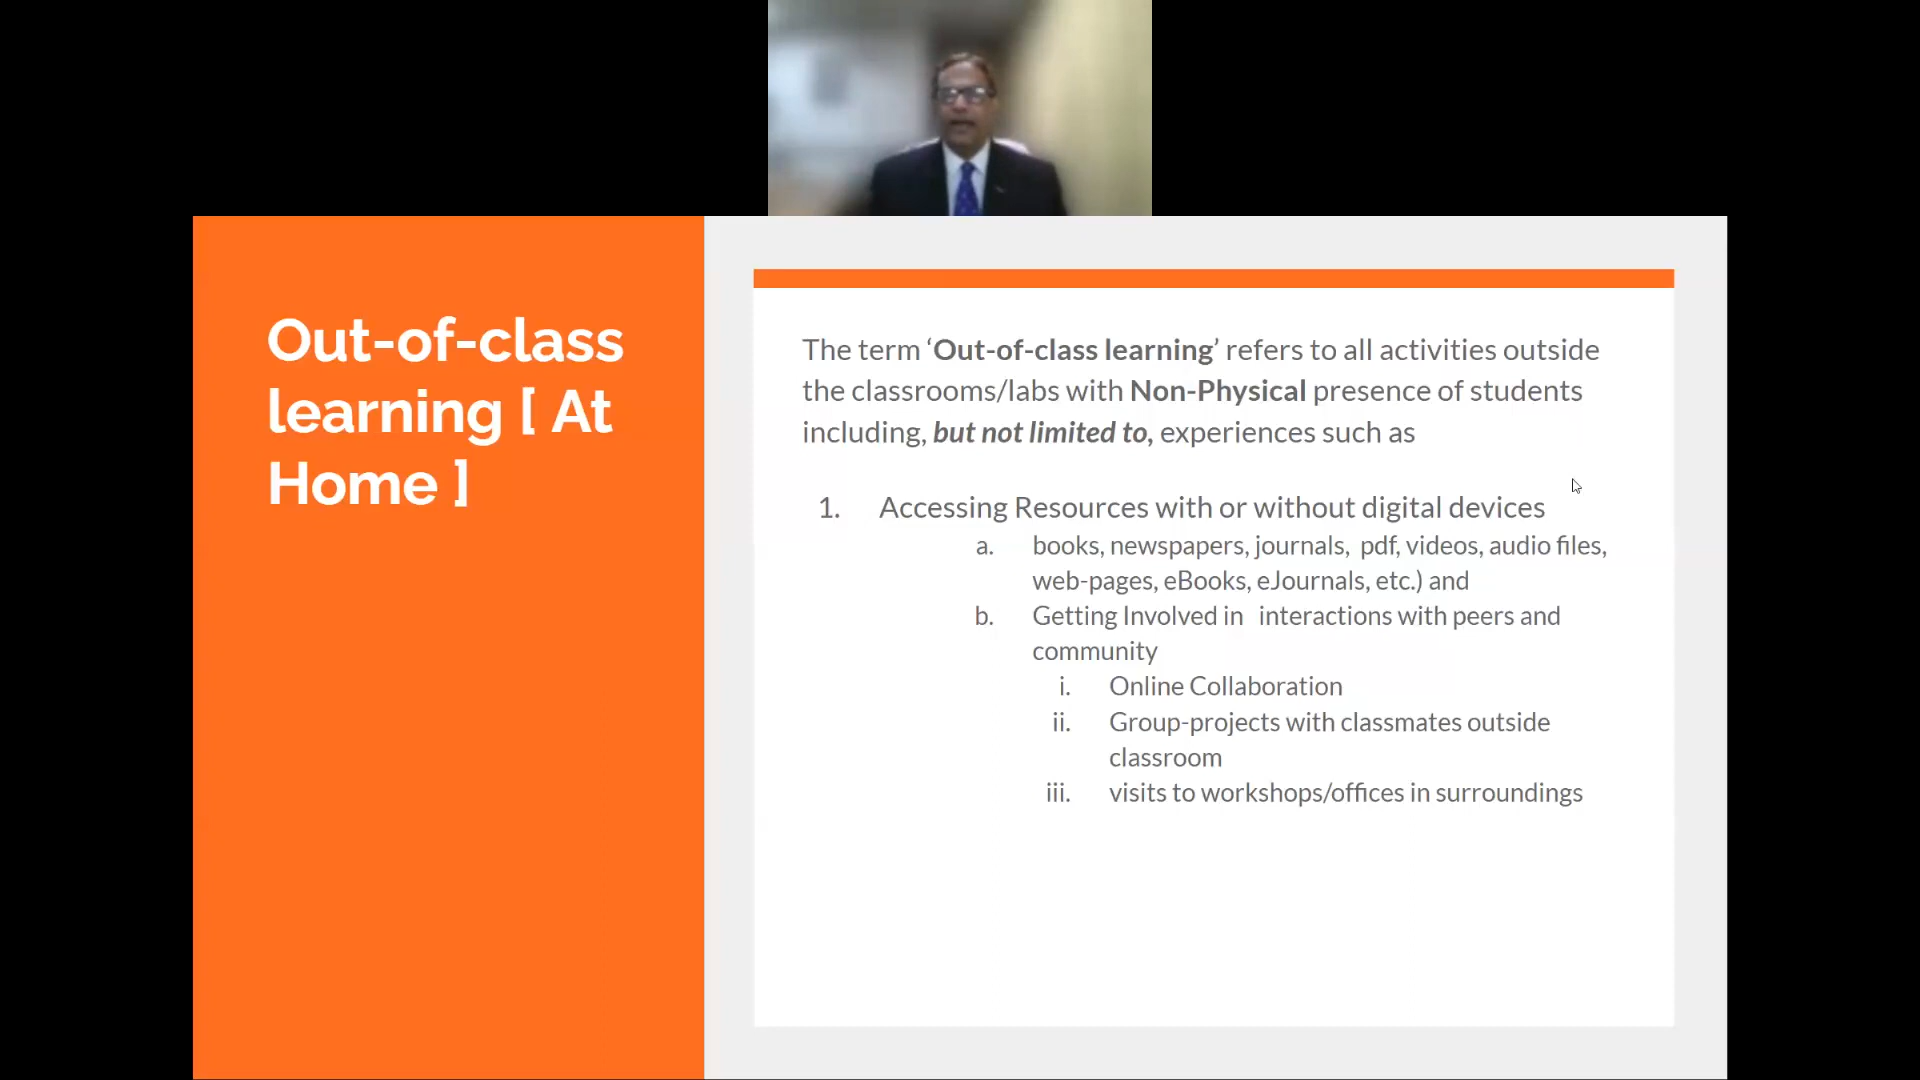 Out-of-class
learning [ At
Home ]
The term ‘Out-of-class learning’ refers to all activities outside
the classrooms/labs with Non-Physical presence of students
including, but not limited to, experiences such as
1. Accessing Resources with or without digital devices
a. books, newspapers, journals, pdf, videos, audio files,
web-pages, eBooks, eJournals, etc.) and
b. Getting Involved in interactions with peers and
community
i. Online Collaboration
ii. Group-projects with classmates outside
classroom
iii. visits to workshops/offices in surroundings